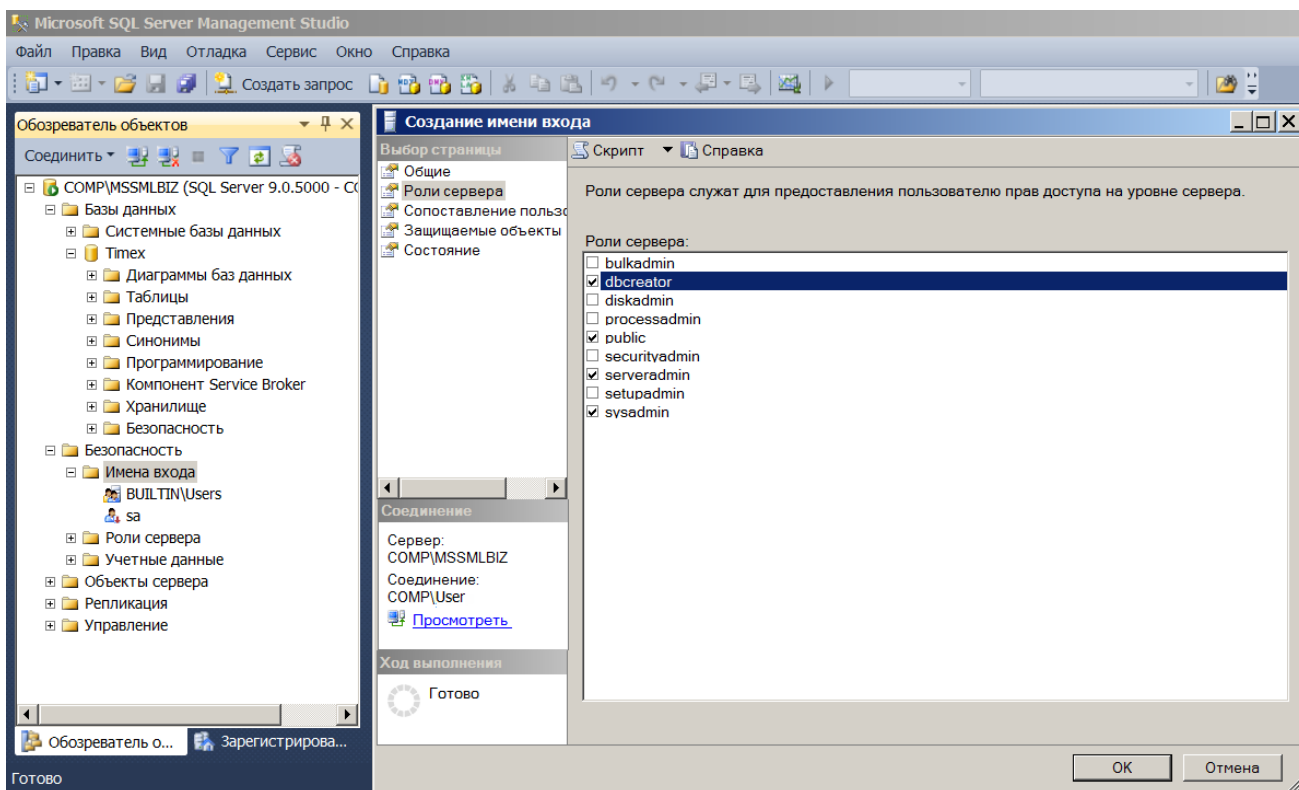 Microsoft SQL Server Management Studio
Файл Правка Вид Отладка Сервис Окно Справка
Создать запрос
Обозреватель объектов
Соединить
COMP\MSSMLBIZ (SQL Server 9.0.5000 - CO
Базы данных
Системные базы данных
Timex
Диаграммы баз данных
Таблицы
Представления
Синонимы
Программирование
Компонент Service Broker
Хранилище
Безопасность
Безопасность
Имена входа
BUILTIN\Users
sa
Роли сервера
Учетные данные
Объекты сервера
Репликация
Управление
Обозреватель о...
Зарегистрирова...
Готово
Создание имени входа
Выбор страницы
Общие
Роли сервера
Сопоставление пользо
Защищаемые объекты
Состояние
Соединение
Сервер:
COMP\MSSMLBIZ
Соединение:
COMP\User
Просмотреть
Ход выполнения
Готово
Скрипт Справка
Роли сервера служат для предоставления пользователю прав доступа на уровне сервера.
Роли сервера:
bulkadmin
dbcreator
diskadmin
processadmin
public
securityadmin
serveradmin
setupadmin
sysadmin
OK
Отмена